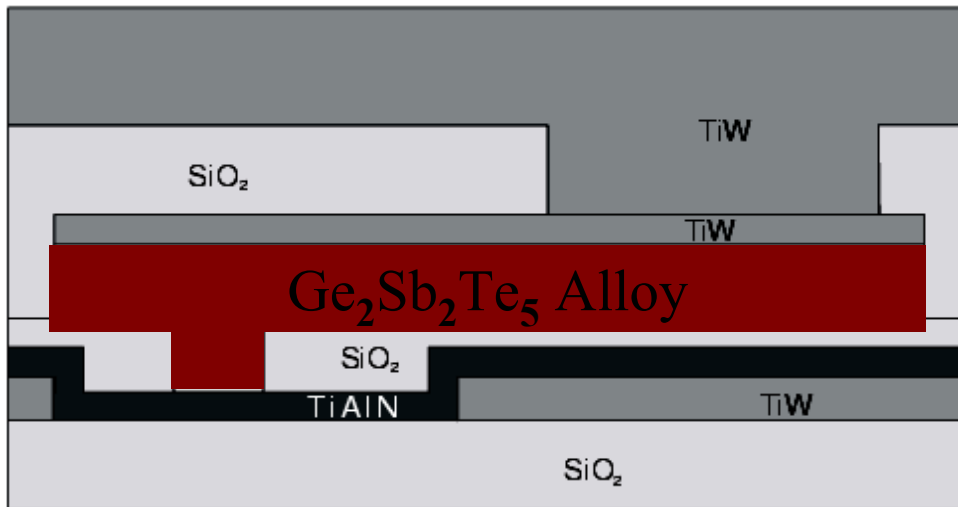 TiW
SiO₂
TiW
Ge₂Sb₂Te₅ Alloy
SiO₂
TiAlN
TiW
SiO₂